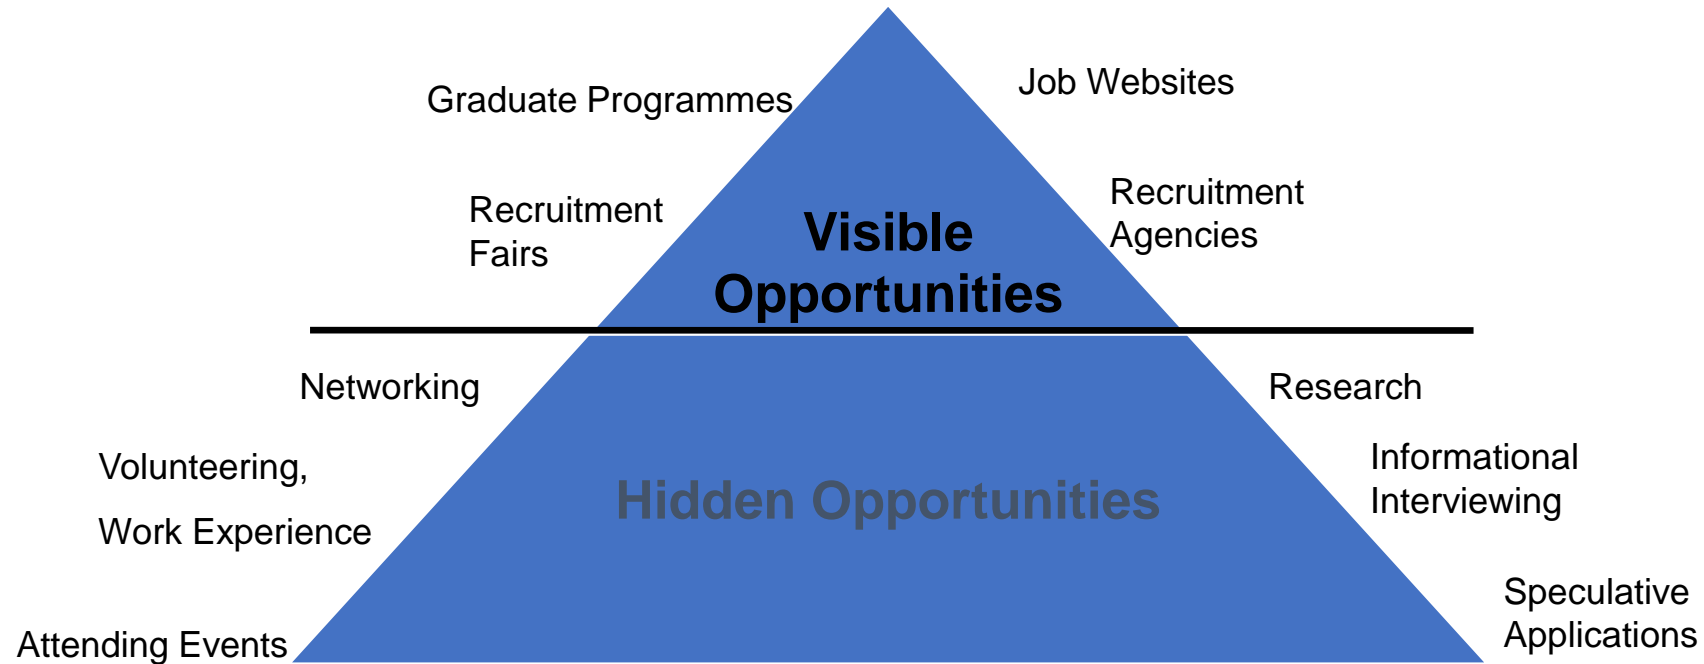 Graduate Programmes
Job Websites
Recruitment
Fairs
Visible
Opportunities
Recruitment
Agencies
Networking
Research
Volunteering,
Work Experience
Hidden Opportunities
Informational
Interviewing
Attending Events
Speculative
Applications